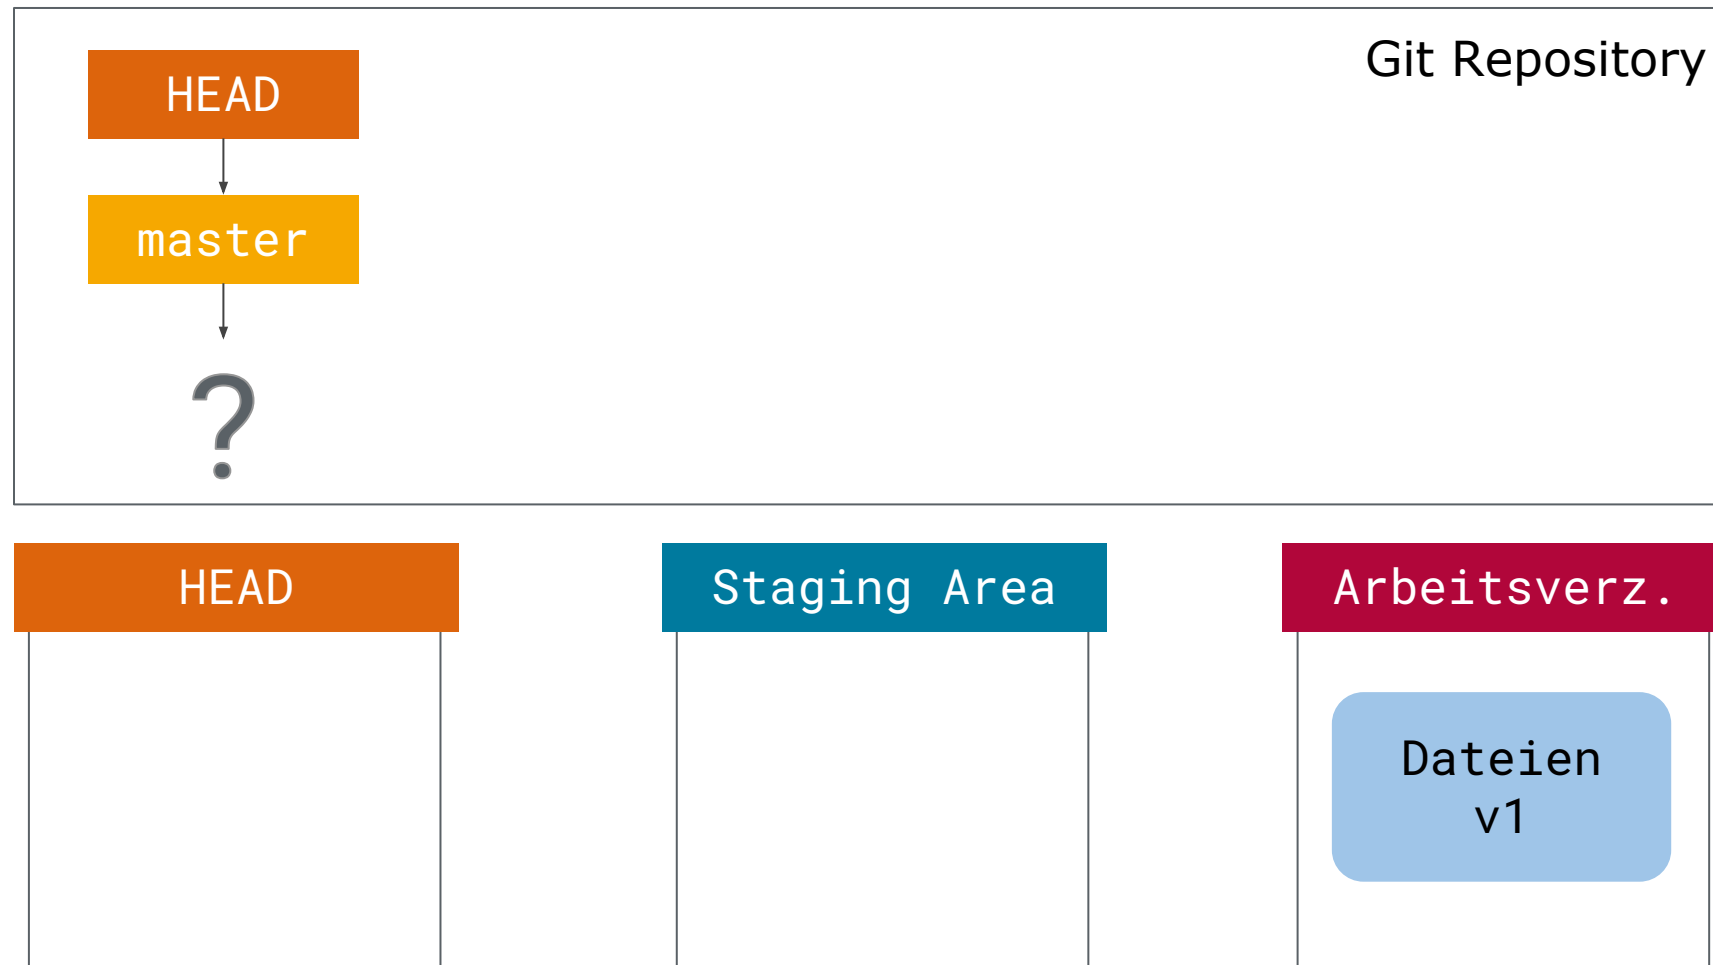 Git Repository
HEAD
master
?
HEAD
Staging Area
Arbeitsverz.
Dateien
v1